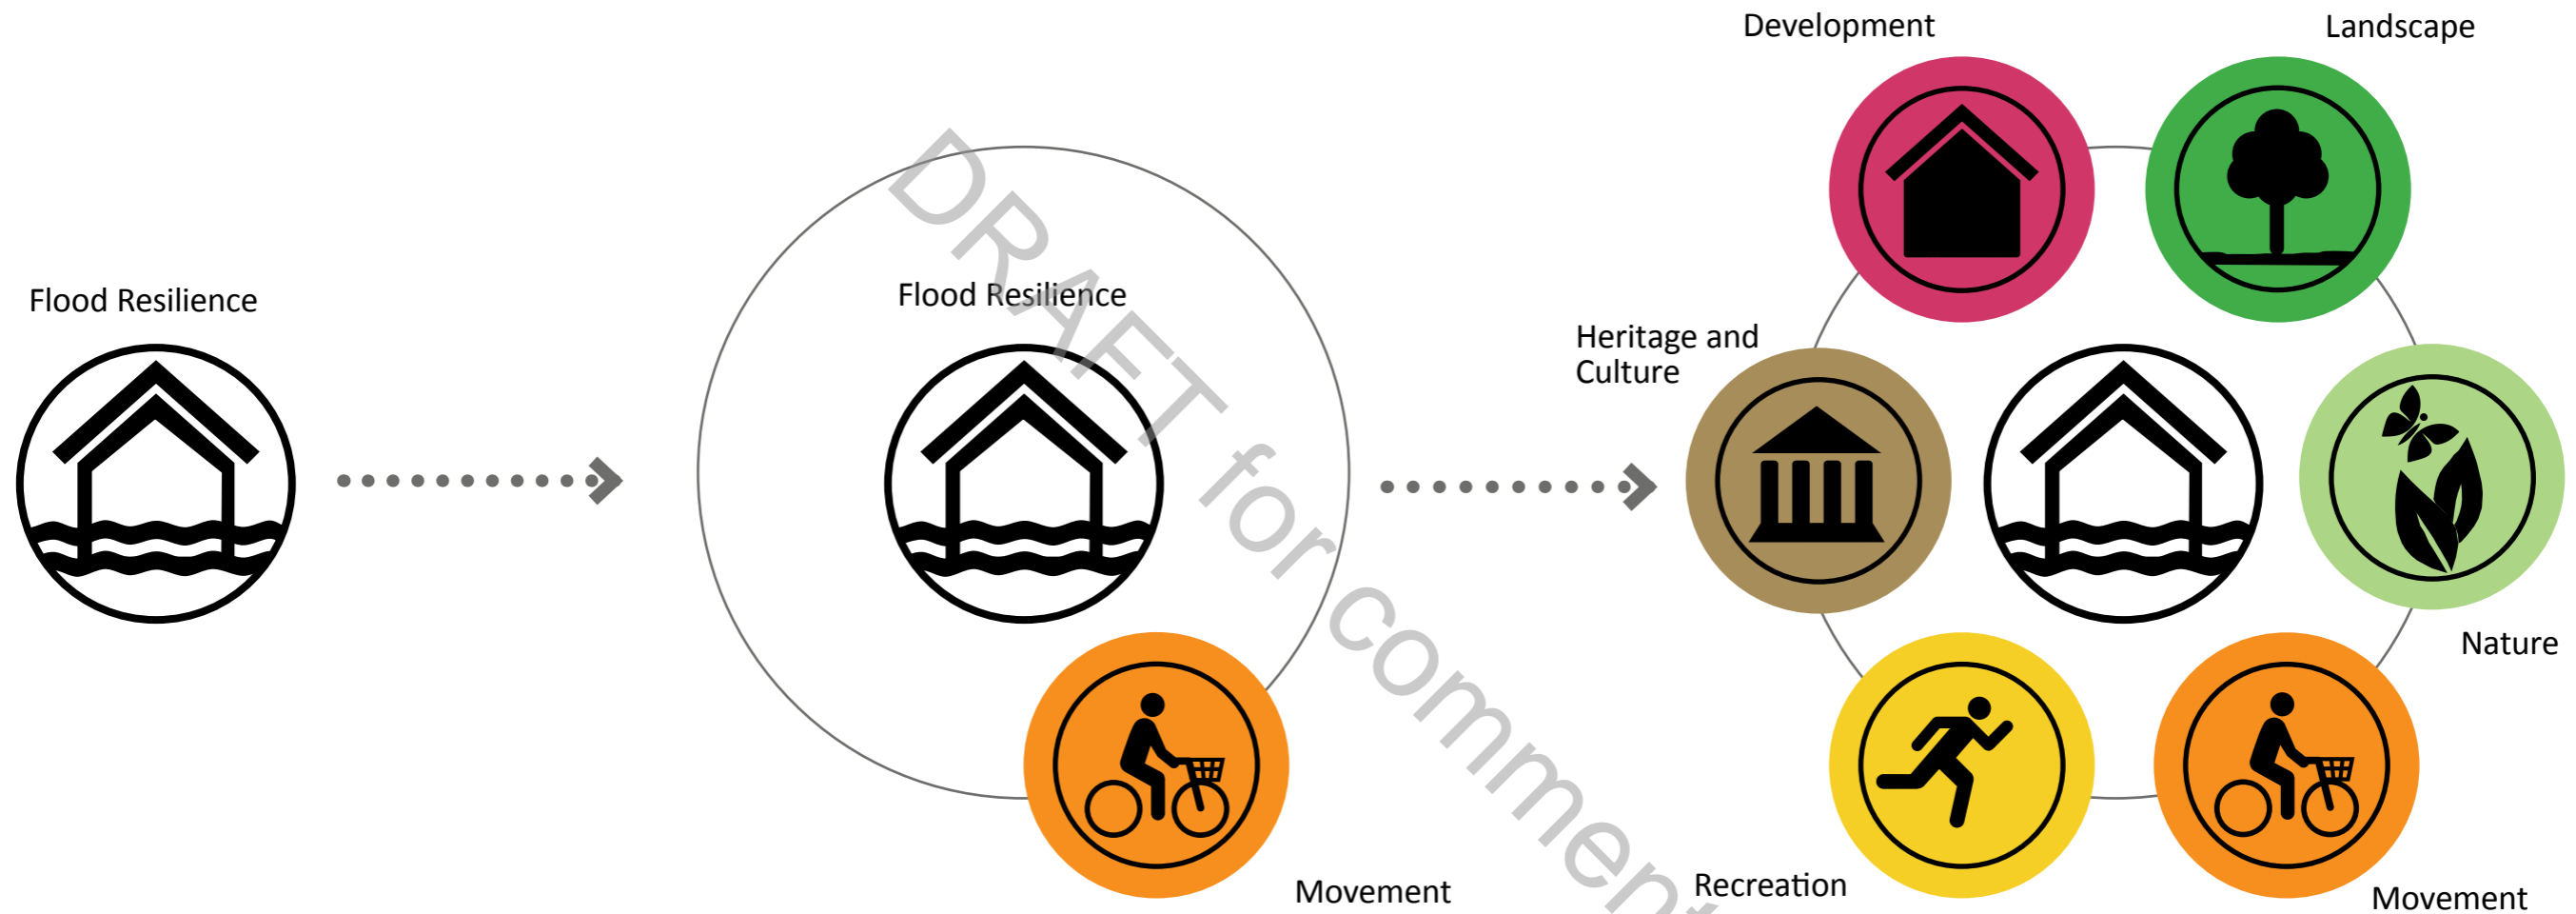 Development
Landscape
Flood Resilience
Flood Resilience
Heritage and
Culture
Nature
Recreation
Movement
Movement
DRAFT for comment